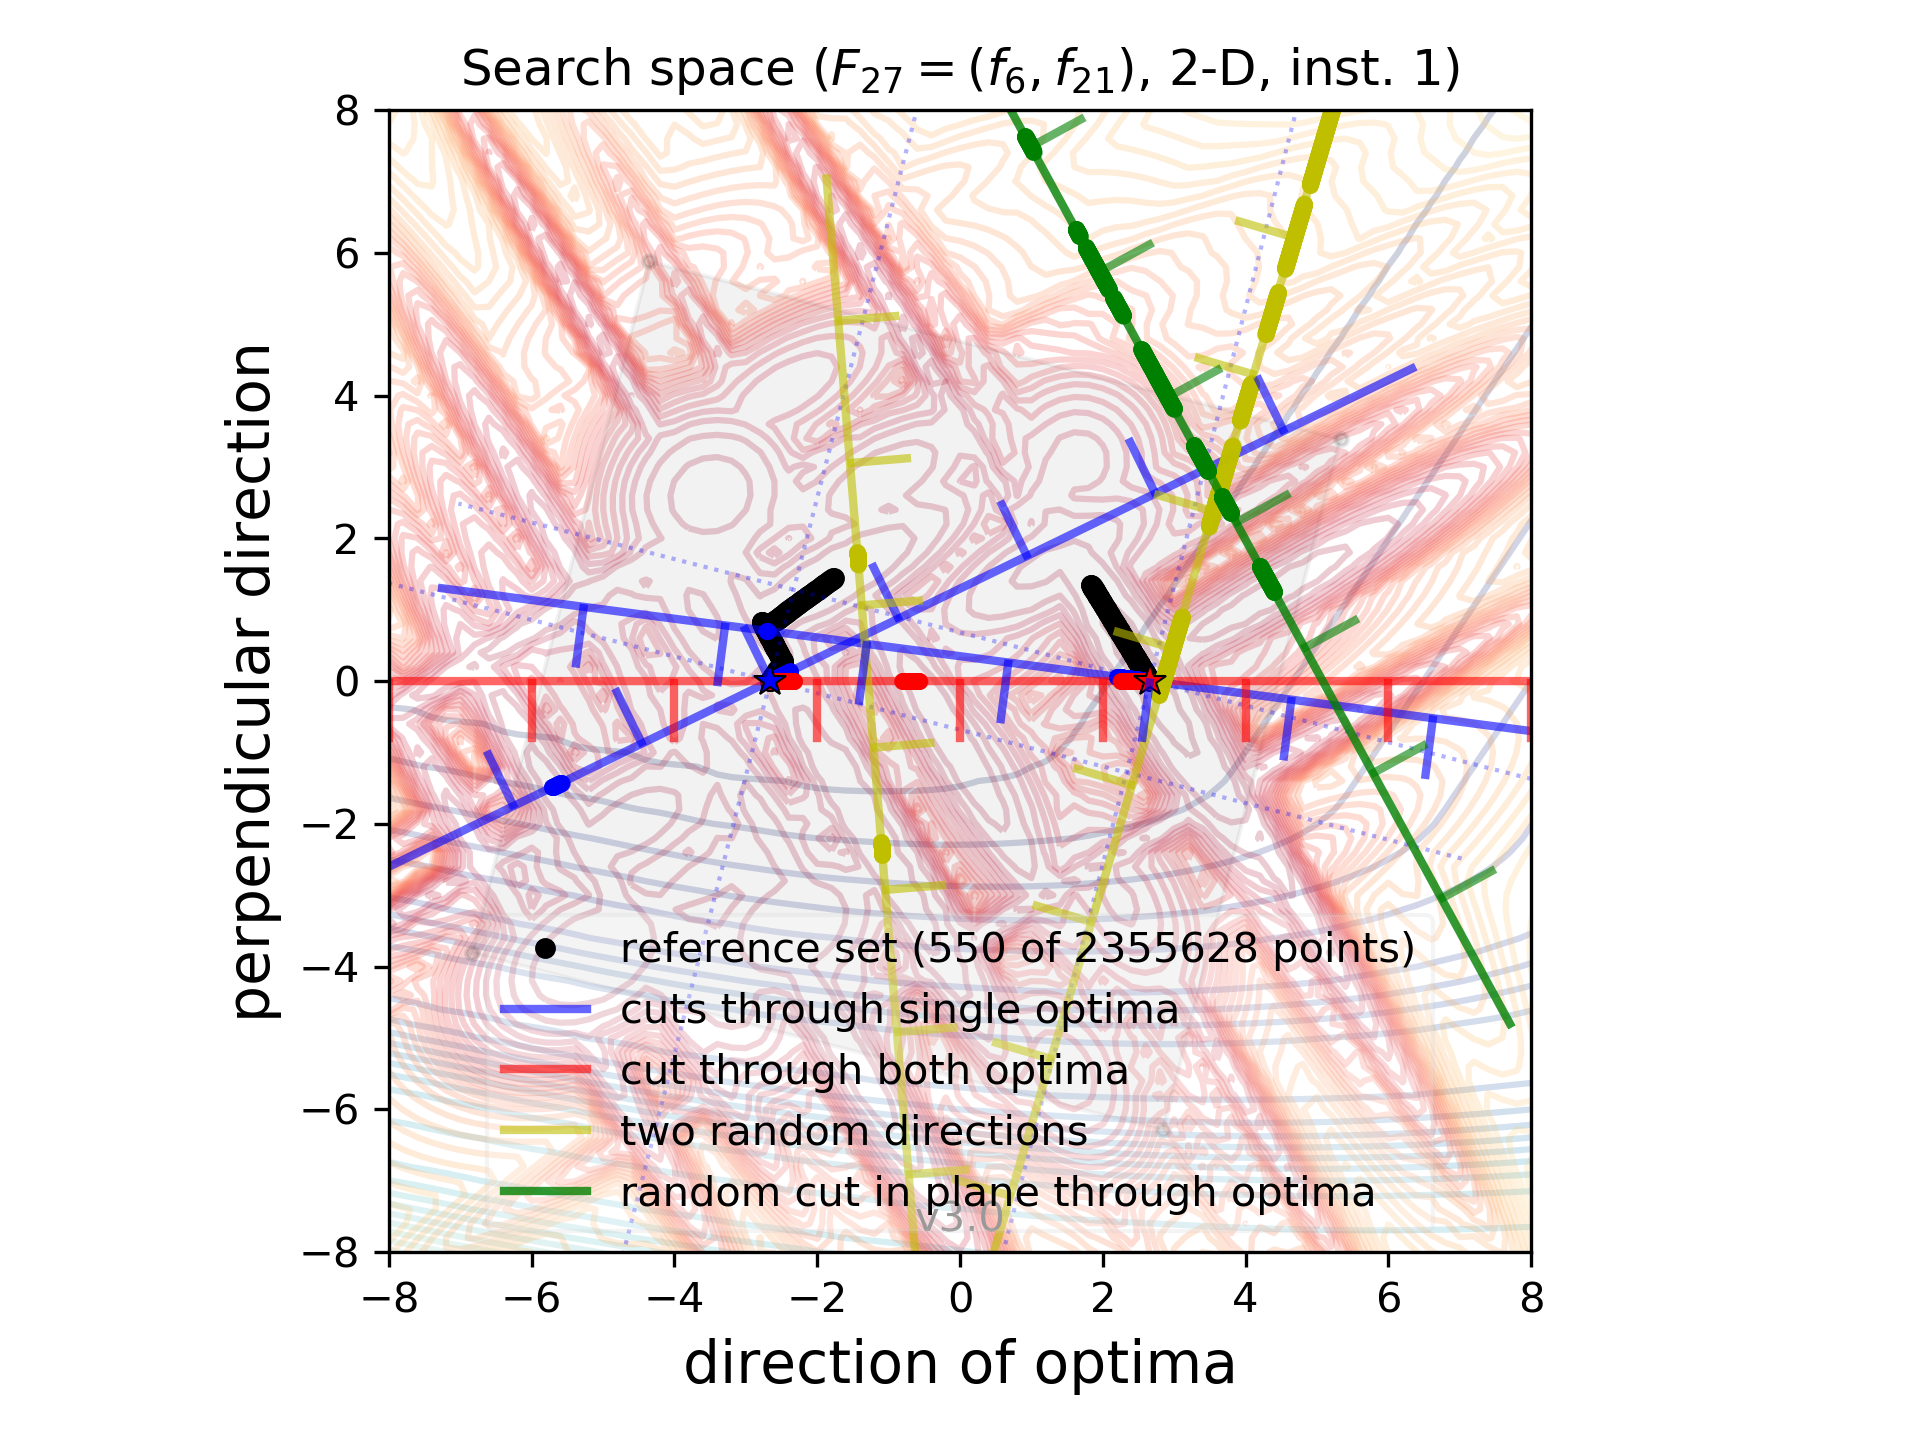 Search space (F27 = (f6, f21), 2-D, inst. 1)
perpendicular direction
8
6
4
2
0
−2
−4
−6
−8
reference set (550 of 2355628 points)
cuts through single optima
cut through both optima
two random directions
random cut in plane through optima
v3.0
−8 −6 −4 −2 0 2 4 6 8
direction of optima